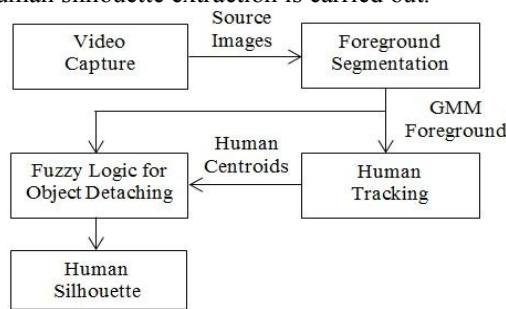 uman silhouette extraction is carried out.
Source
Images
Video
Capture
Foreground
Segmentation
GMM
Foreground
Human
Centroids
Fuzzy Logic for
Object Detaching
Human
Tracking
Human
Silhouette